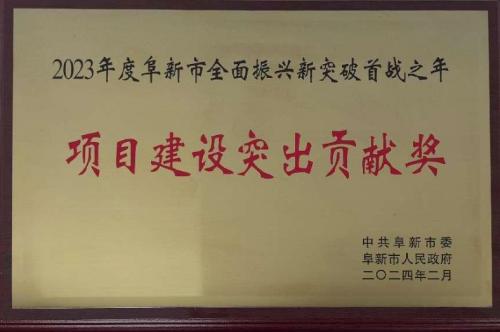 2023年度阜新市全面振兴新突破首战之年
项目建设突出贡献奖
中共阜新市委
阜新市人民政府
二〇二四年二月